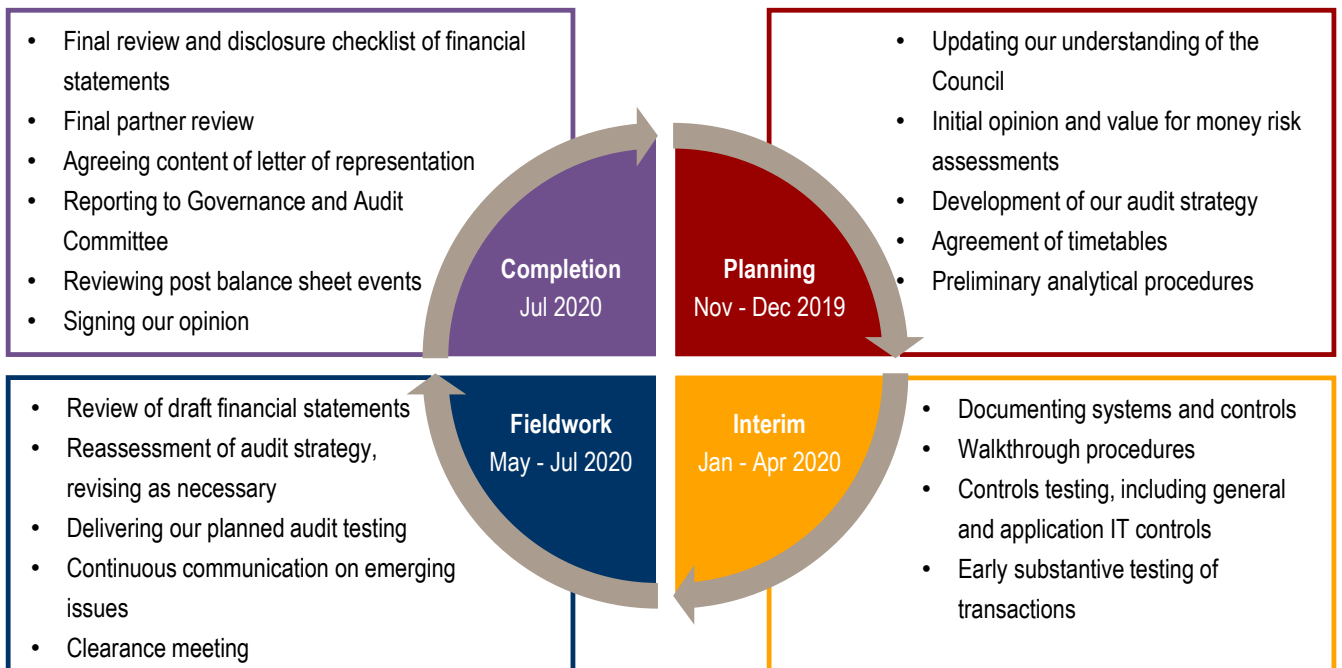 • Final review and disclosure checklist of financial
statements
• Final partner review
• Agreeing content of letter of representation
• Reporting to Governance and Audit
Committee
• Reviewing post balance sheet events
• Signing our opinion
Completion
Jul 2020
• Updating our understanding of the
Council
• Initial opinion and value for money risk
assessments
• Development of our audit strategy
• Agreement of timetables
• Preliminary analytical procedures
Planning
Nov - Dec 2019
• Review of draft financial statements
• Reassessment of audit strategy,
revising as necessary
• Delivering our planned audit testing
• Continuous communication on emerging
issues
• Clearance meeting
Fieldwork
May - Jul 2020
Interim
Jan - Apr 2020
• Documenting systems and controls
• Walkthrough procedures
• Controls testing, including general
and application IT controls
• Early substantive testing of
transactions